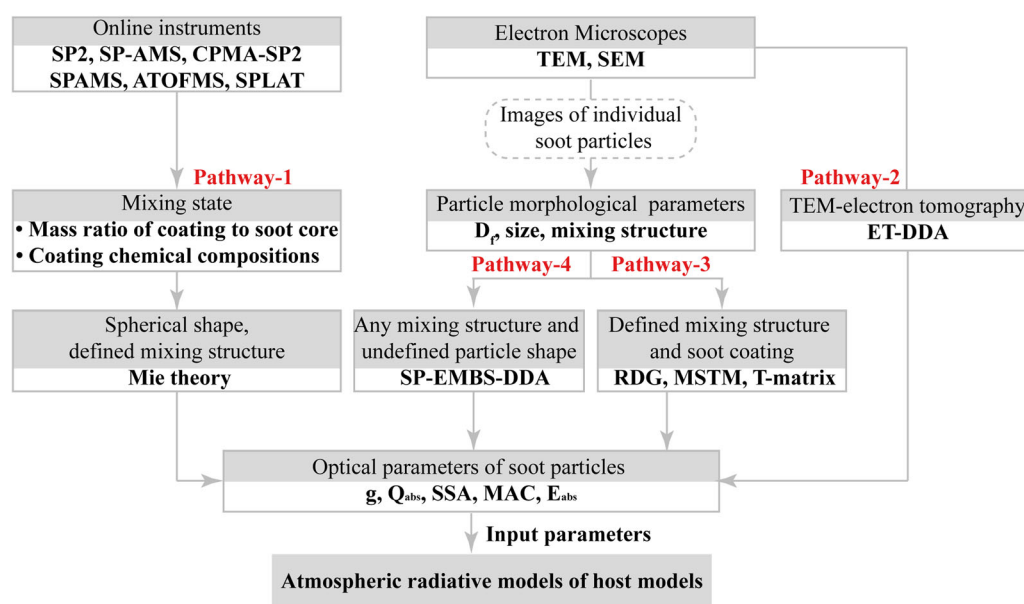 Online instruments
SP2, SP-AMS, CPMA-SP2
SPAMS, ATOFMS, SPLAT
Electron Microscopes
TEM, SEM
Images of individual
soot particles
Pathway-1
Mixing state
• Mass ratio of coating to soot core
• Coating chemical compositions
Particle morphological parameters
Df, size, mixing structure
Pathway-2
TEM-electron tomography
ET-DDA
Pathway-4
Pathway-3
Spherical shape,
defined mixing structure
Mie theory
Any mixing structure and
undefined particle shape
SP-EMBS-DDA
Defined mixing structure
and soot coating
RDG, MSTM, T-matrix
Optical parameters of soot particles
g, Qabs, SSA, MAC, Eabs
Input parameters
Atmospheric radiative models of host models